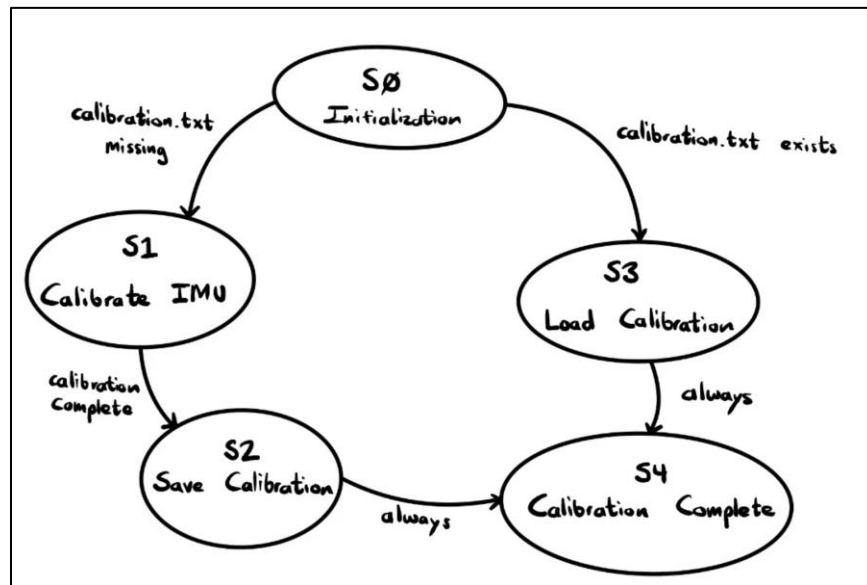 SØ
Initialization
calibration.txt
missing
calibration.txt exists
S1
Calibrate IMU
S3
Load Calibration
calibration
Complete
always
S2
Save Calibration
always
S4
Calibration Complete